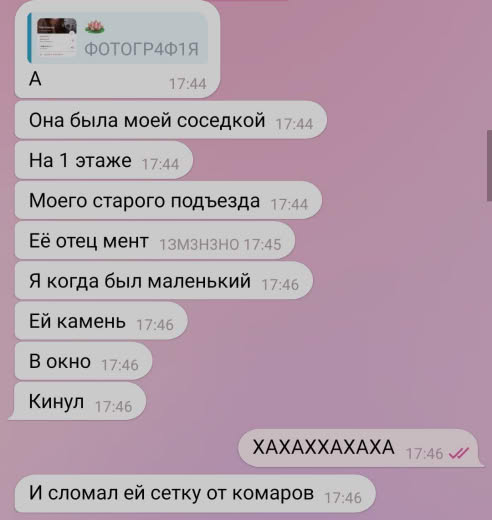 🪷
ФОТОГР4Ф1Я
А 17:44
Она была моей соседкой 17:44
На 1 этаже 17:44
Моего старого подъезда 17:44
Её отец мент 1ЗМ3Н3НО 17:45
Я когда был маленький 17:46
Ей камень 17:46
В окно 17:46
Кинул 17:46
ХАХАХХАХАХА 17:46
И сломал ей сетку от комаров 17:46